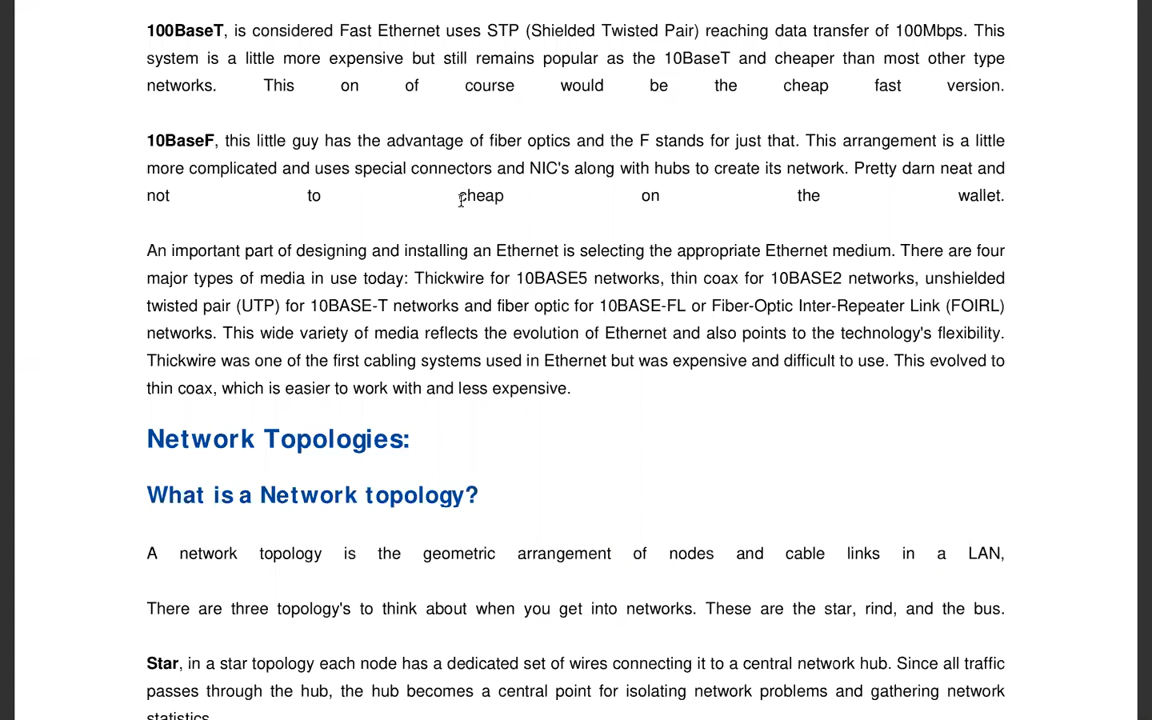 100BaseT, is considered Fast Ethernet uses STP (Shielded Twisted Pair) reaching data transfer of 100Mbps. This
system is a little more expensive but still remains popular as the 10BaseT and cheaper than most other type
networks. This on of course would be the cheap fast version.
10BaseF, this little guy has the advantage of fiber optics and the F stands for just that. This arrangement is a little
more complicated and uses special connectors and NIC's along with hubs to create its network. Pretty darn neat and
not to cheap on the wallet.
An important part of designing and installing an Ethernet is selecting the appropriate Ethernet medium. There are four
major types of media in use today: Thickwire for 10BASE5 networks, thin coax for 10BASE2 networks, unshielded
twisted pair (UTP) for 10BASE-T networks and fiber optic for 10BASE-FL or Fiber-Optic Inter-Repeater Link (FOIRL)
networks. This wide variety of media reflects the evolution of Ethernet and also points to the technology's flexibility.
Thickwire was one of the first cabling systems used in Ethernet but was expensive and difficult to use. This evolved to
thin coax, which is easier to work with and less expensive.
Network Topologies:
What is a Network topology?
A network topology is the geometric arrangement of nodes and cable links in a LAN,
There are three topology's to think about when you get into networks. These are the star, rind, and the bus.
Star, in a star topology each node has a dedicated set of wires connecting it to a central network hub. Since all traffic
passes through the hub, the hub becomes a central point for isolating network problems and gathering network
statistics.